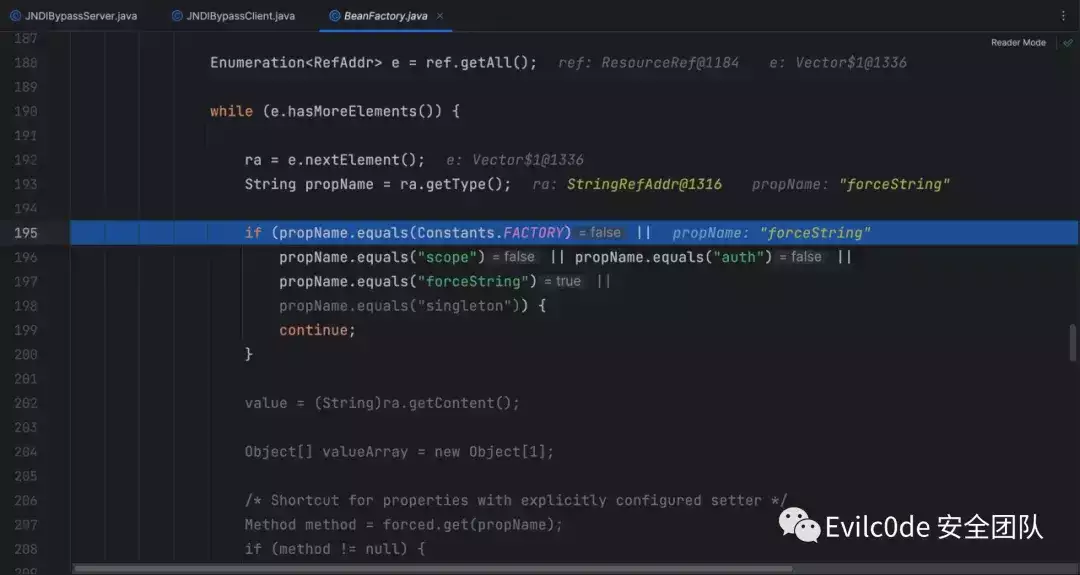 JNDIBypassServer.java JNDIBypassClient.java BeanFactory.java ×
Reader Mode
187
188 Enumeration<RefAddr> e = ref.getAll(); ref: ResourceRef@1184 e: Vector$1@1336
189
190 while (e.hasMoreElements()) {
191
192 ra = e.nextElement(); e: Vector$1@1336
193 String propName = ra.getType(); ra: StringRefAddr@1316 propName: "forceString"
194
195 if (propName.equals(Constants.FACTORY) = false || propName: "forceString"
196 propName.equals("scope") = false || propName.equals("auth") = false ||
197 propName.equals("forceString") = true ||
198 propName.equals("singleton")) {
199 continue;
200 }
201
202 value = (String)ra.getContent();
203
204 Object[] valueArray = new Object[1];
205
206 /* Shortcut for properties with explicitly configured setter */
207 Method method = forced.get(propName);
208 if (method != null) {
209
Evilc0de 安全团队